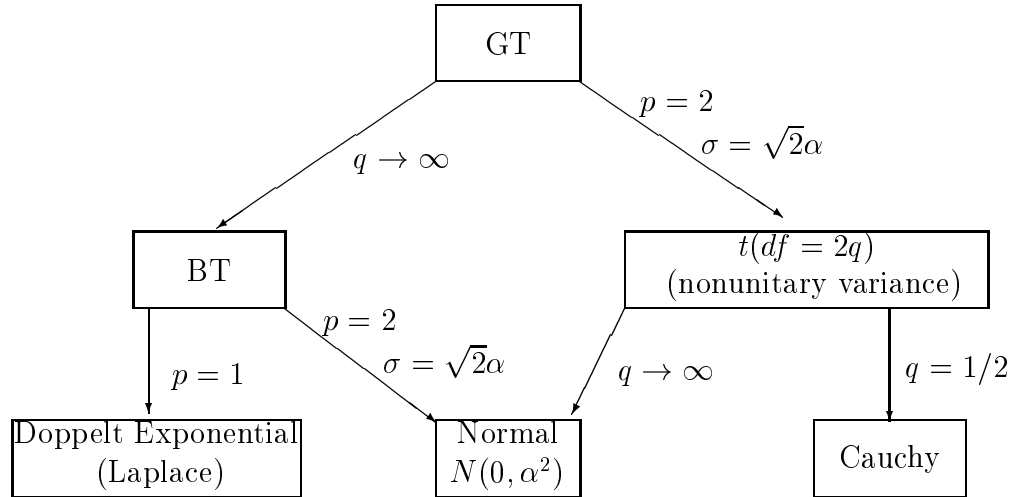 GT
p = 2
σ = √2α
q → ∞
BT
t(df = 2q)
(nonunitary variance)
p = 2
σ = √2α
p = 1
q → ∞
q = 1/2
Doppelt Exponential
(Laplace)
Normal
N(0, α²)
Cauchy